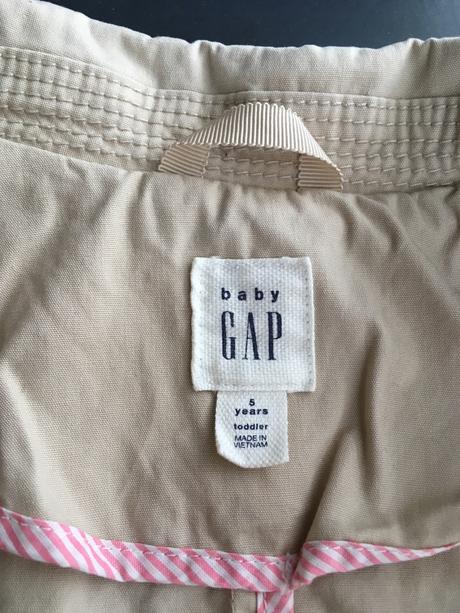 baby
GAP
5
years
toddler
MADE IN
VIETNAM